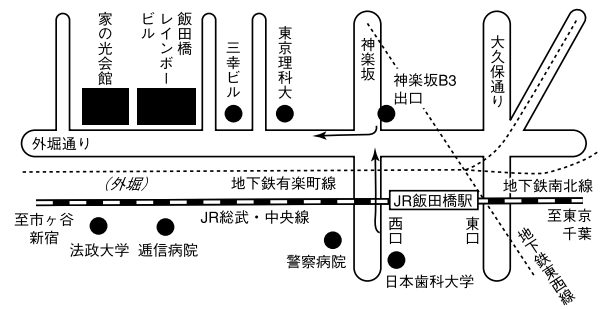 家の光会館
飯田橋
レインボー
ビル
三幸ビル
東京理科大
神楽坂
神楽坂B3
出口
大久保通り
外堀通り
（外堀）
地下鉄有楽町線
JR飯田橋駅
地下鉄南北線
至市ヶ谷
新宿
JR総武・中央線
西口
東口
至東京
千葉
法政大学
逓信病院
警察病院
日本歯科大学
地下鉄東西線